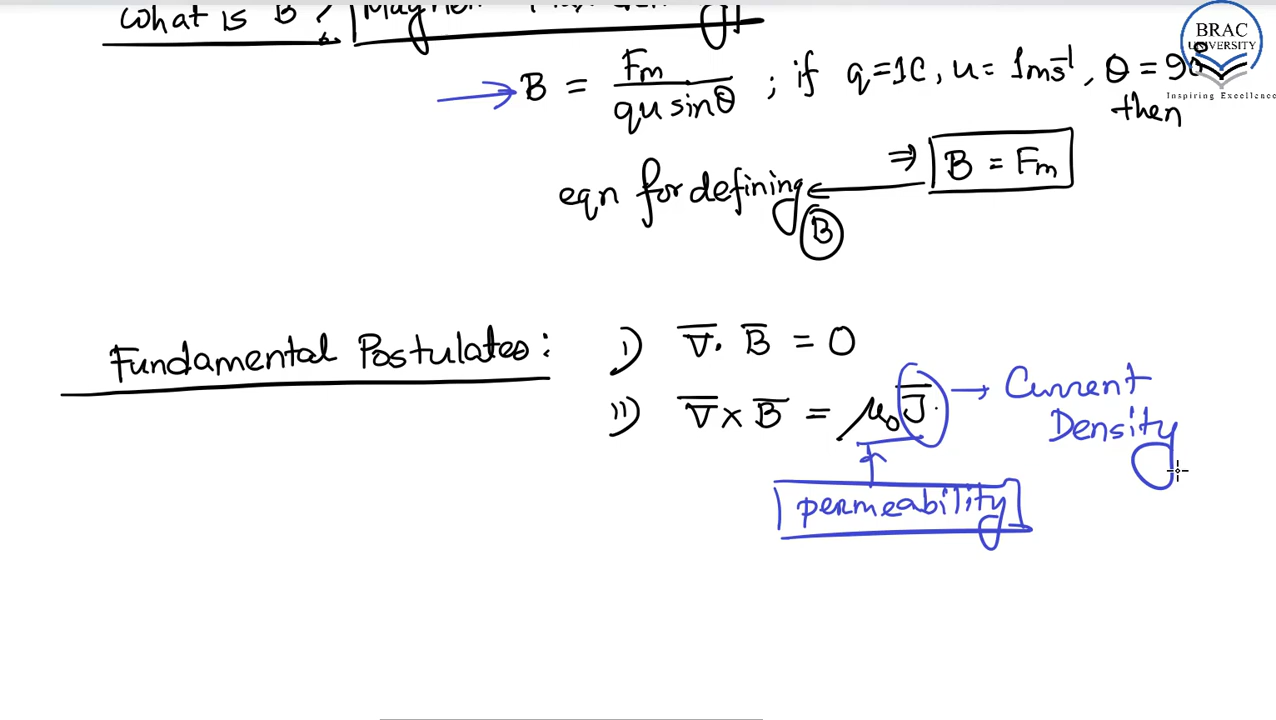 What is B?
BRAC
UNIVERSITY
Inspiring Excellence
B = Fm / qu sinθ ; if q=1C, u= 1ms⁻¹, θ = 90°
then
⇒ B = Fm
eqn for defining
B
Fundamental Postulates: i) ∇̅. B̅ = 0
ii) ∇̅ x B̅ = μ₀J̅. → Current
Density
permeability